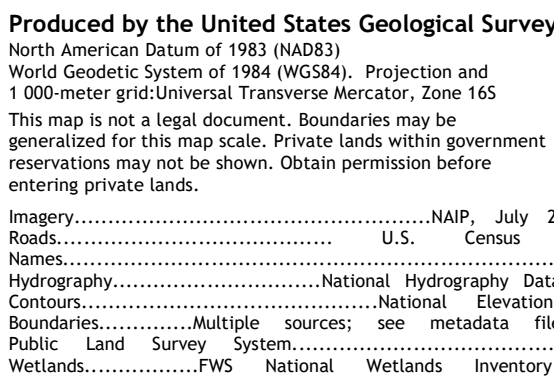 Produced by the United States Geological Survey
North American Datum of 1983 (NAD83)
World Geodetic System of 1984 (WGS84). Projection and
1 000-meter grid:Universal Transverse Mercator, Zone 16S
This map is not a legal document. Boundaries may be
generalized for this map scale. Private lands within government
reservations may not be shown. Obtain permission before
entering private lands.
Imagery....................................................NAIP, July 2
Roads......................................... U.S. Census
Names.........................................................................
Hydrography...............................National Hydrography Data
Contours............................................National Elevation
Boundaries..............Multiple sources; see metadata file
Public Land Survey System.......................................
Wetlands.................FWS National Wetlands Inventory